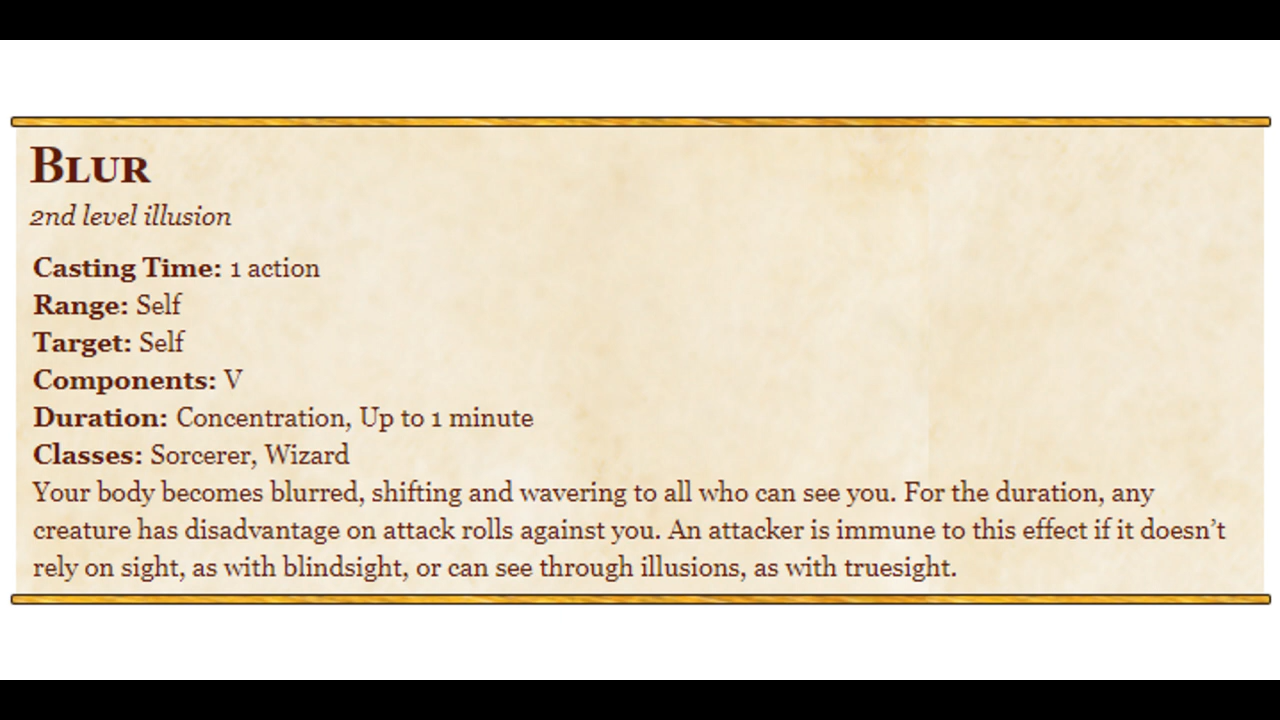 Blur
2nd level illusion
Casting Time: 1 action
Range: Self
Target: Self
Components: V
Duration: Concentration, Up to 1 minute
Classes: Sorcerer, Wizard
Your body becomes blurred, shifting and wavering to all who can see you. For the duration, any
creature has disadvantage on attack rolls against you. An attacker is immune to this effect if it doesn’t
rely on sight, as with blindsight, or can see through illusions, as with truesight.